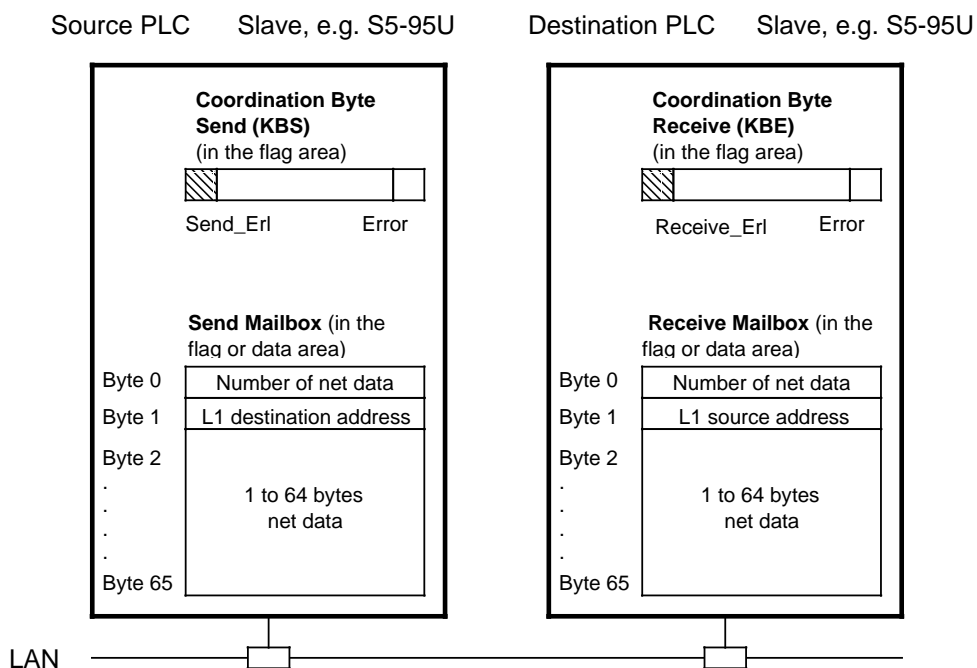 Source PLC Slave, e.g. S5-95U
Coordination Byte
Send (KBS)
(in the flag area)
Send_Erl Error
Send Mailbox (in the
flag or data area)
Byte 0 Number of net data
Byte 1 L1 destination address
Byte 2
.
.
.
.
1 to 64 bytes
net data
Byte 65
Destination PLC Slave, e.g. S5-95U
Coordination Byte
Receive (KBE)
(in the flag area)
Receive_Erl Error
Receive Mailbox (in the
flag or data area)
Byte 0 Number of net data
Byte 1 L1 source address
Byte 2
.
.
.
.
1 to 64 bytes
net data
Byte 65
LAN